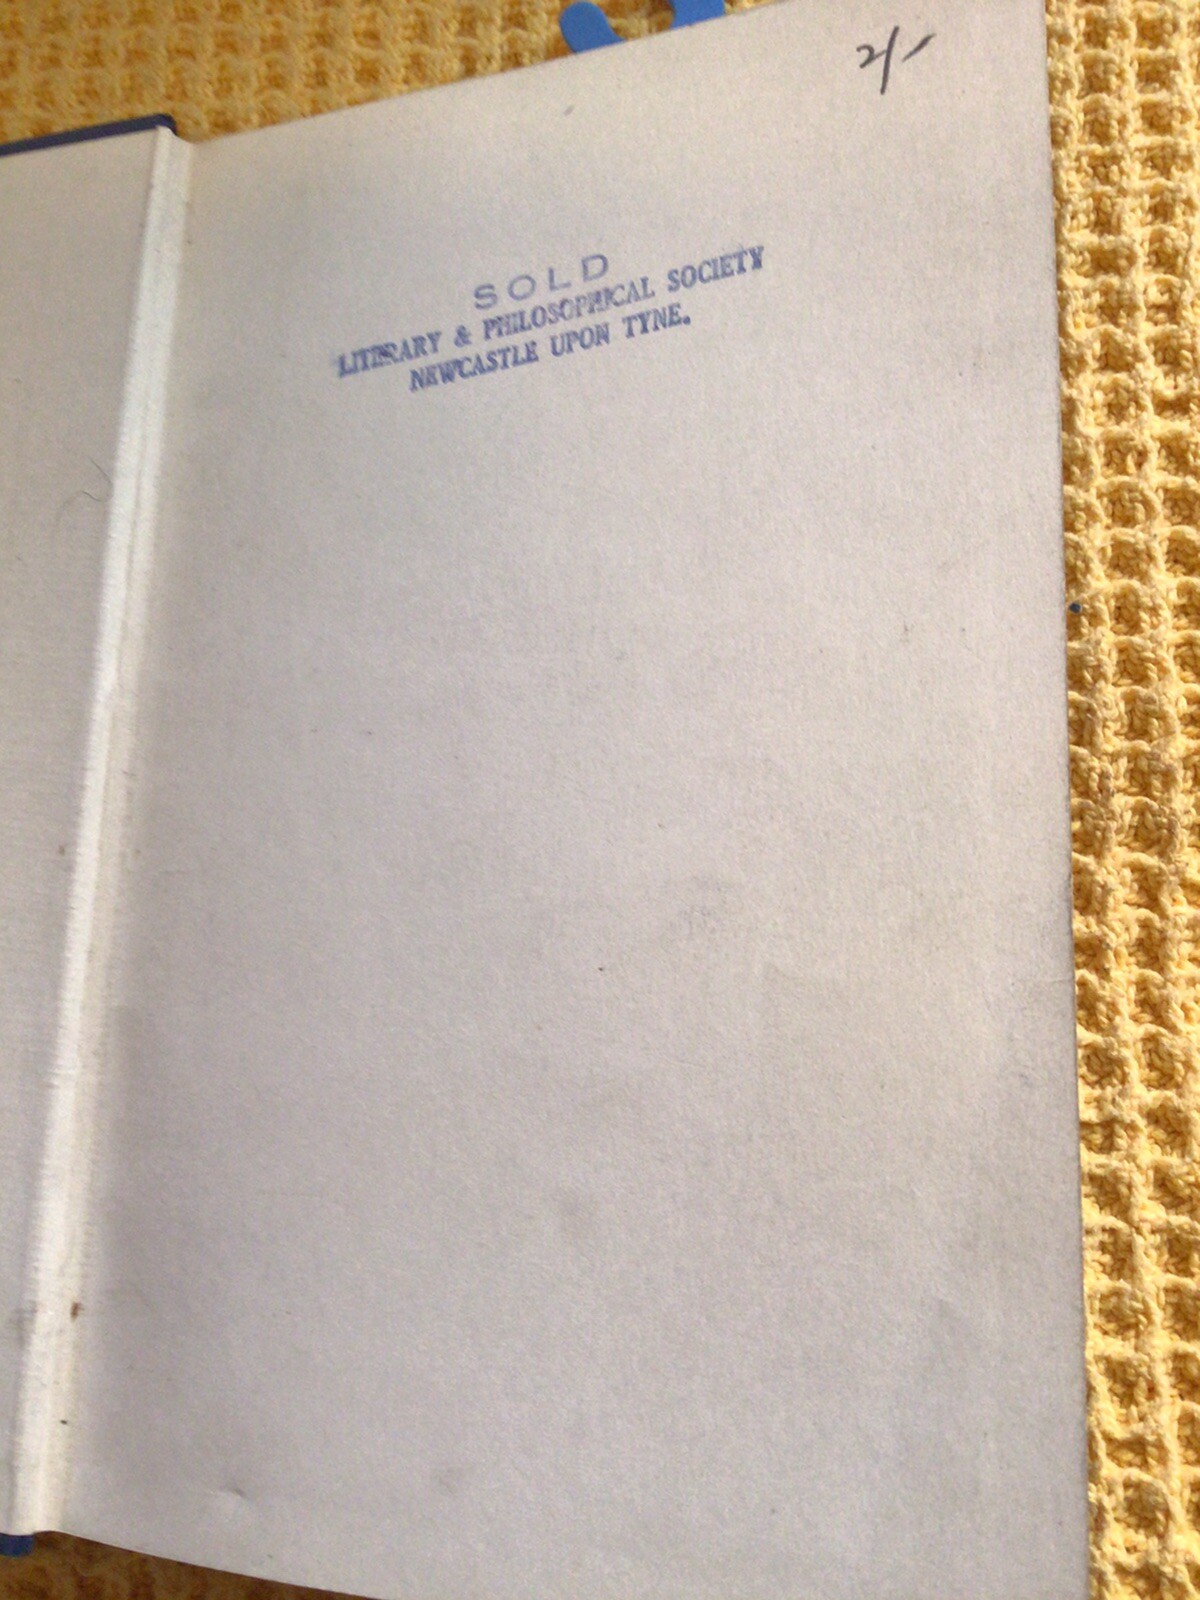 2/-
SOLD
LITERARY & PHILOSOPHICAL SOCIETY
NEWCASTLE UPON TYNE.